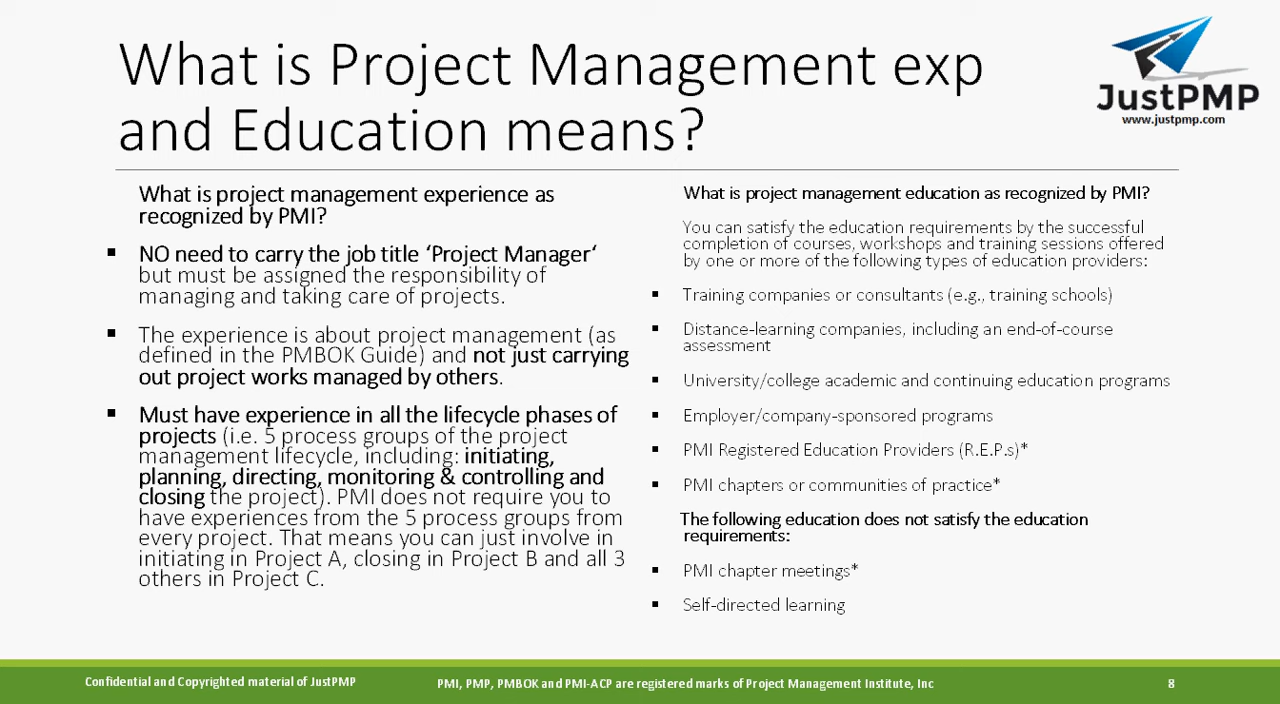 What is Project Management exp
and Education means?
JustPMP
www.justpmp.com
What is project management experience as
recognized by PMI?
▪ NO need to carry the job title ‘Project Manager‘
but must be assigned the responsibility of
managing and taking care of projects.
▪ The experience is about project management (as
defined in the PMBOK Guide) and not just carrying
out project works managed by others.
▪ Must have experience in all the lifecycle phases of
projects (i.e. 5 process groups of the project
management lifecycle, including: initiating,
planning, directing, monitoring & controlling and
closing the project). PMI does not require you to
have experiences from the 5 process groups from
every project. That means you can just involve in
initiating in Project A, closing in Project B and all 3
others in Project C.
What is project management education as recognized by PMI?
You can satisfy the education requirements by the successful
completion of courses, workshops and training sessions offered
by one or more of the following types of education providers:
▪ Training companies or consultants (e.g., training schools)
▪ Distance-learning companies, including an end-of-course
assessment
▪ University/college academic and continuing education programs
▪ Employer/company-sponsored programs
▪ PMI Registered Education Providers (R.E.P.s)*
▪ PMI chapters or communities of practice*
The following education does not satisfy the education
requirements:
▪ PMI chapter meetings*
▪ Self-directed learning
Confidential and Copyrighted material of JustPMP
PMI, PMP, PMBOK and PMI-ACP are registered marks of Project Management Institute, Inc
8